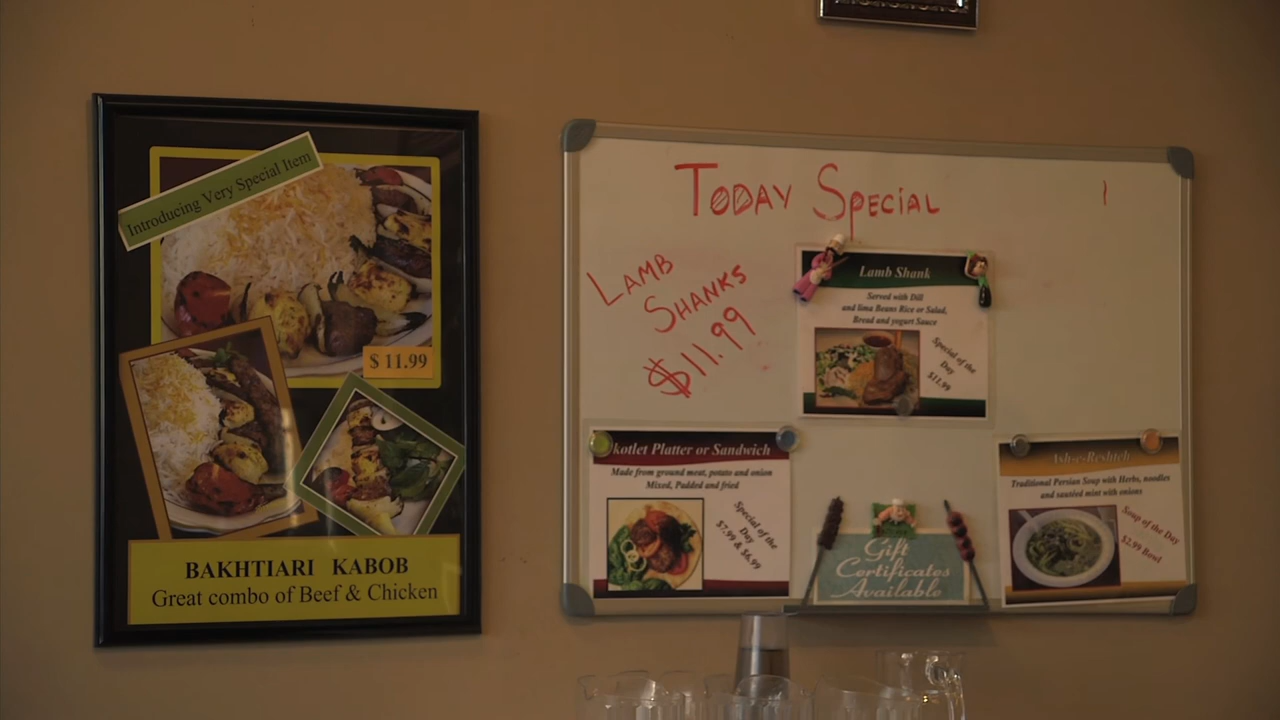 Introducing Very Special Item
$ 11.99
BAKHTIARI KABOB
Great combo of Beef & Chicken
TODAY SPECIAL
LAMB
SHANKS
$11.99
Lamb Shank
Served with Dill
and lima Beans Rice or Salad,
Bread and yogurt Sauce
Special of the
Day
$11.99
kotlet Platter or Sandwich
Made from ground meat, potato and onion
Mixed, Padded and fried
Special of the
Day
$7.99 & $6.99
Gift
Certificates
Available
Ash-e-Reshteh
Traditional Persian Soup with Herbs, noodles
and sautéed mint with onions
Soup of the Day
$2.99 Bowl